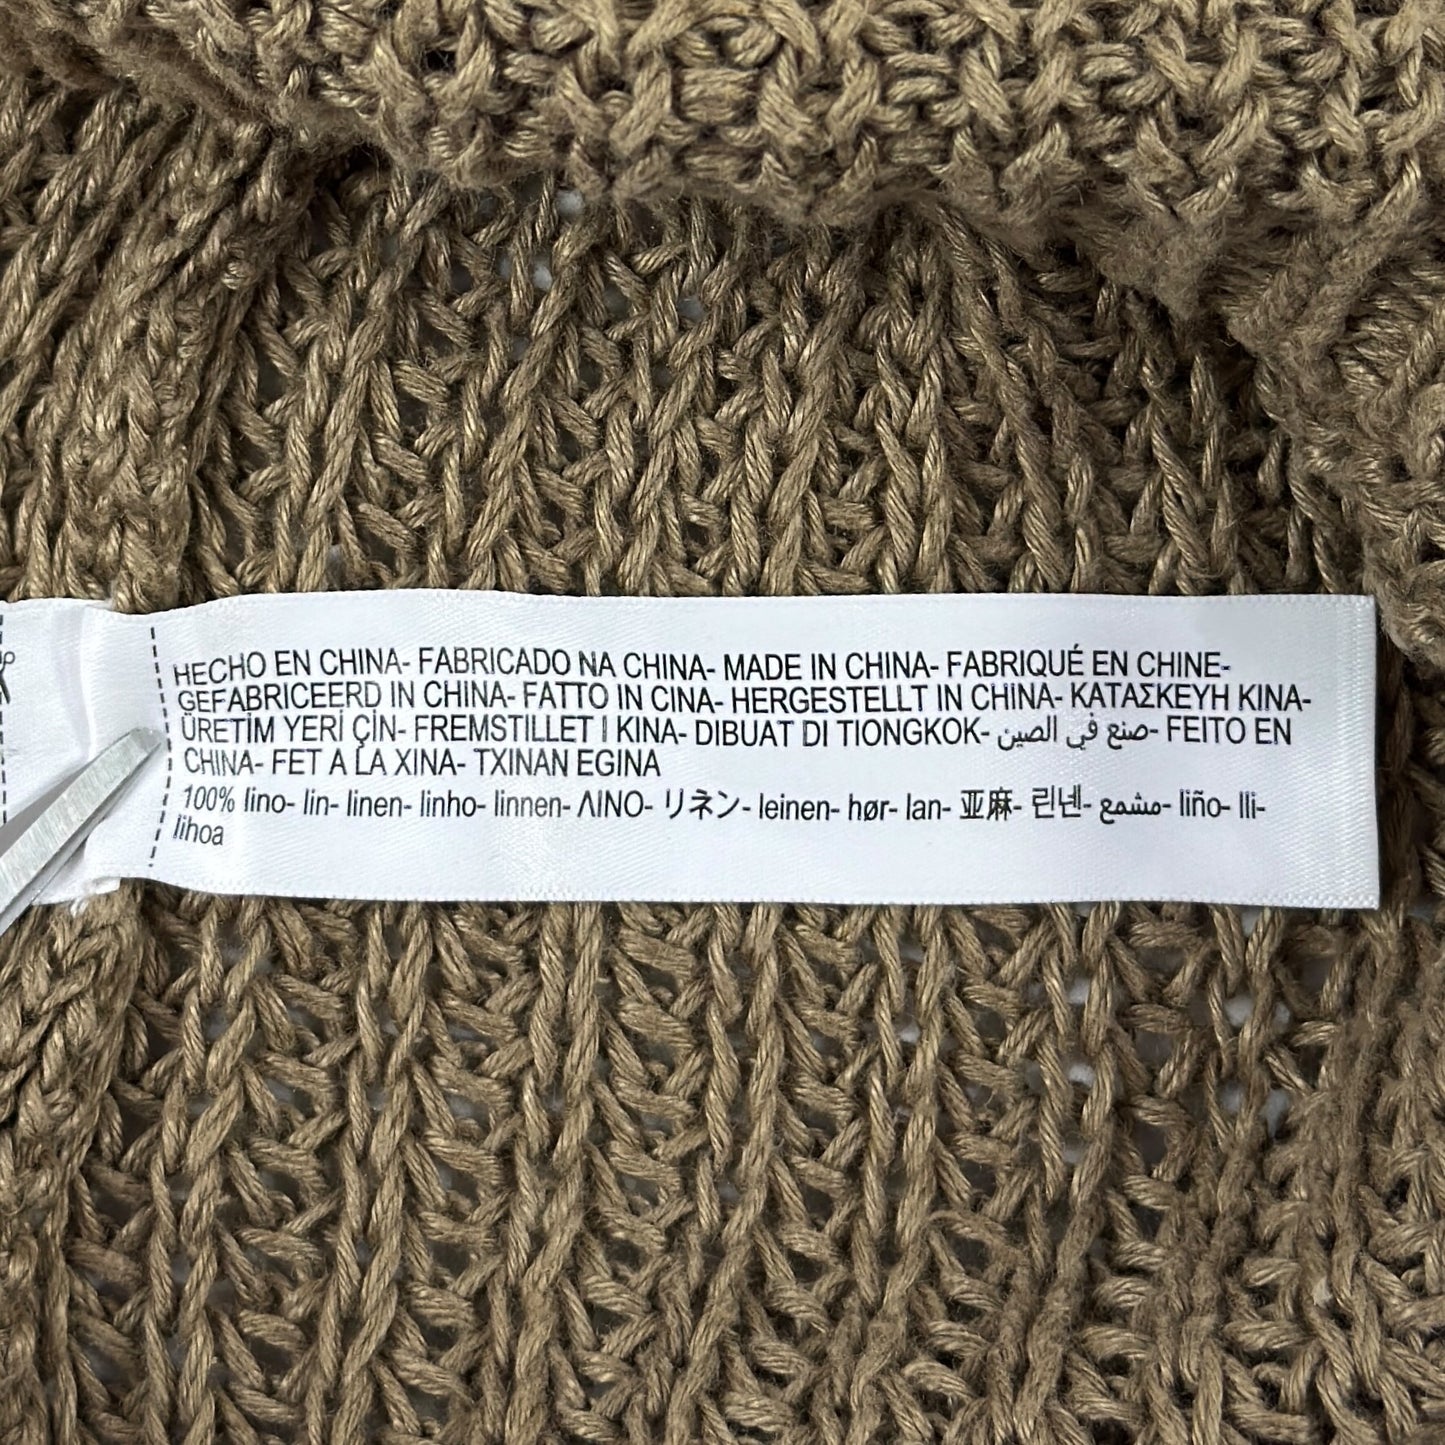 HECHO EN CHINA- FABRICADO NA CHINA- MADE IN CHINA- FABRIQUÉ EN CHINE-
GEFABRICEERD IN CHINA- FATTO IN CINA- HERGESTELLT IN CHINA- ΚΑΤΑΣΚΕΥΗ ΚΙΝΑ-
ÜRETİM YERİ ÇİN- FREMSTILLET I KINA- DIBUAT DI TIONGKOK- صنع في الصين- FEITO EN
CHINA- FET A LA XINA- TXINAN EGINA
100% lino- lin- linen- linho- linnen- ΛΙΝΟ- リネン- leinen- hør- lan- 亚麻- 린넨- مشمع- liño- lli-
lihoa